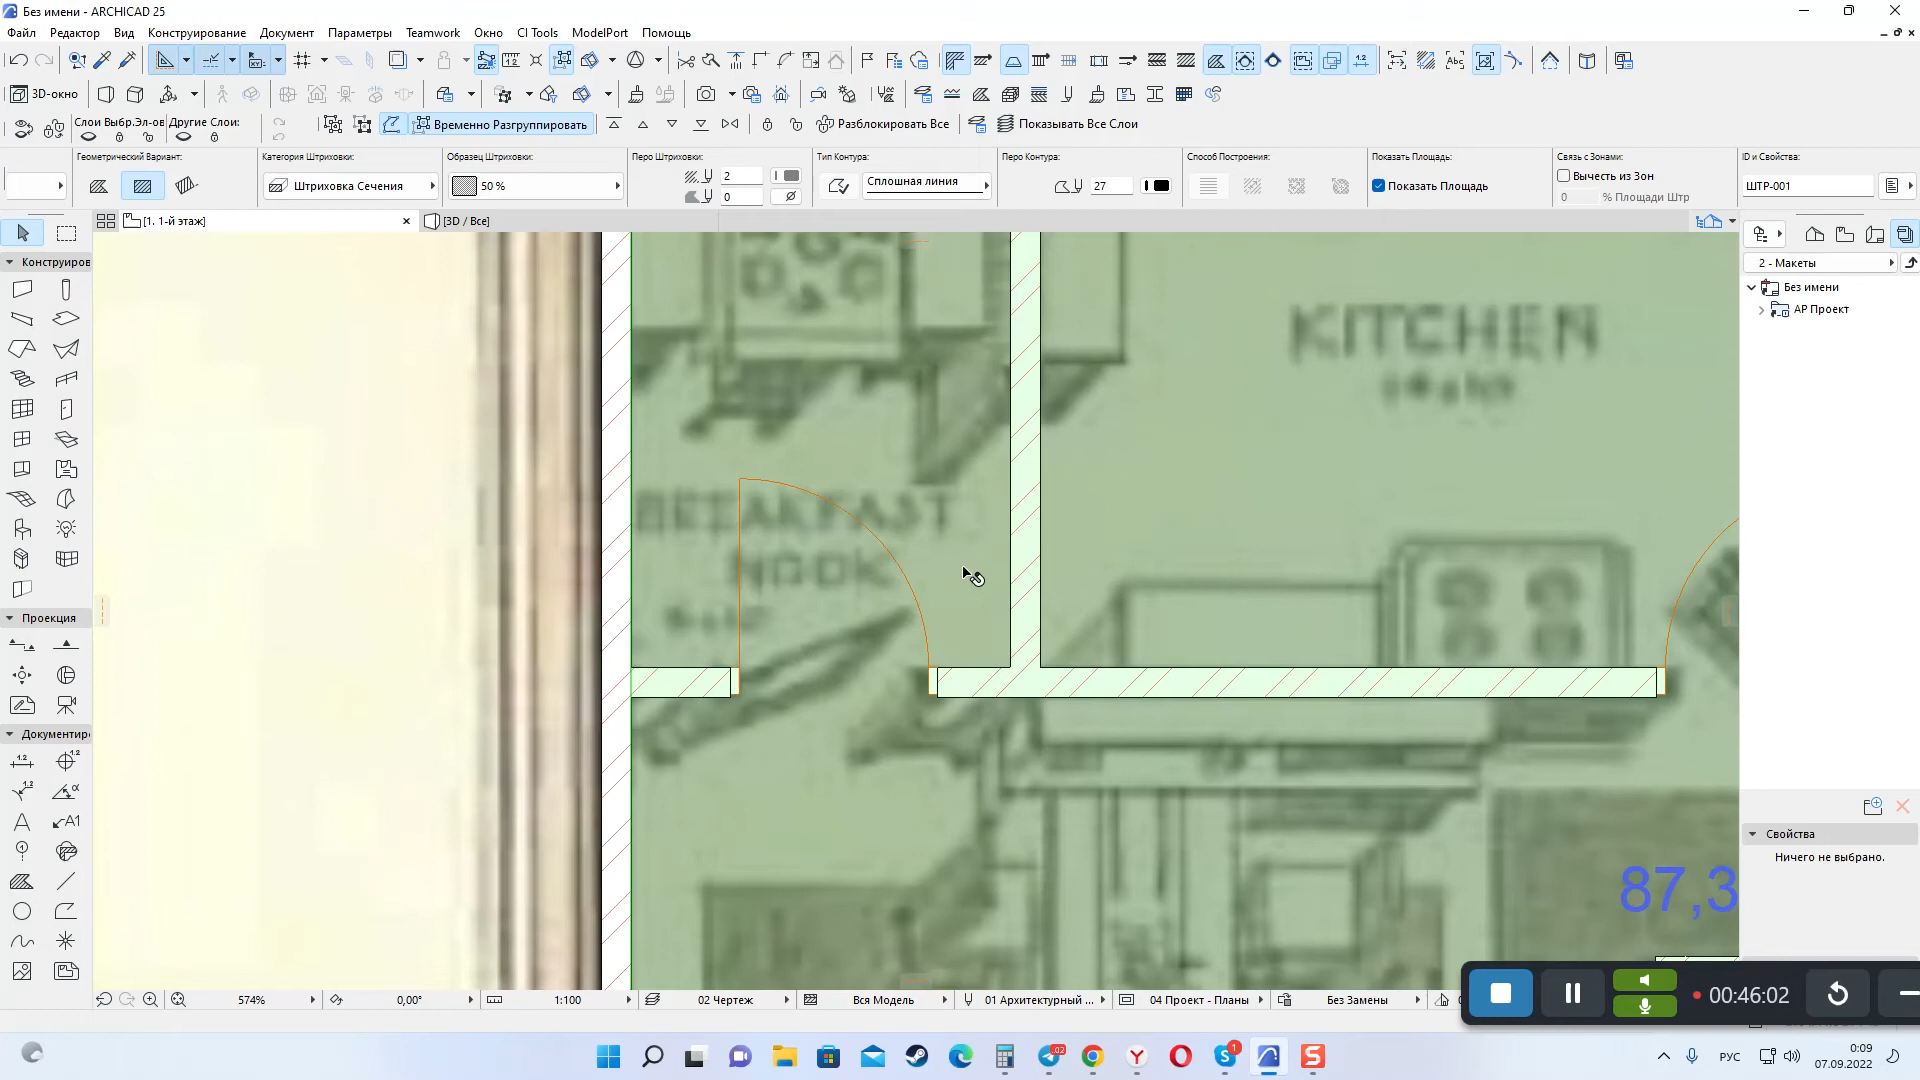 Без имени - ARCHICAD 25
Файл Редактор Вид Конструирование Документ Параметры Teamwork Окно CI Tools ModelPort Помощь
3D-окно
Слои Выбр.Эл-ов Другие Слои:
Временно Разгруппировать
Разблокировать Все
Показывать Все Слои
Геометрический Вариант: Категория Штриховки: Образец Штриховки: Перо Штриховки: Тип Контура: Перо Контура: Способ Построения: Показать Площадь: Связь с Зонами: ID и Свойства:
Штриховка Сечения
50 %
2
0
Сплошная линия
27
Показать Площадь
Вычесть из Зон
0 % Площади Штр
ШТР-001
[1. 1-й этаж]
[3D / Все]
Конструиров
Проекция
Документир
2 - Макеты
Без имени
АР Проект
KITCHEN
BREAKFAST
NOOK
87,3
Свойства
Ничего не выбрано.
574% 0,00° 1:100 02 Чертеж Вся Модель 01 Архитектурный ... 04 Проект - Планы Без Замены
00:46:02
РУС
0:09
07.09.2022